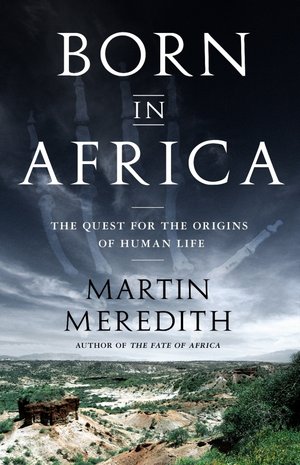 BORN
IN
AFRICA
THE QUEST FOR THE ORIGINS
OF HUMAN LIFE
MARTIN
MEREDITH
AUTHOR OF THE FATE OF AFRICA